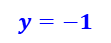 y = −1